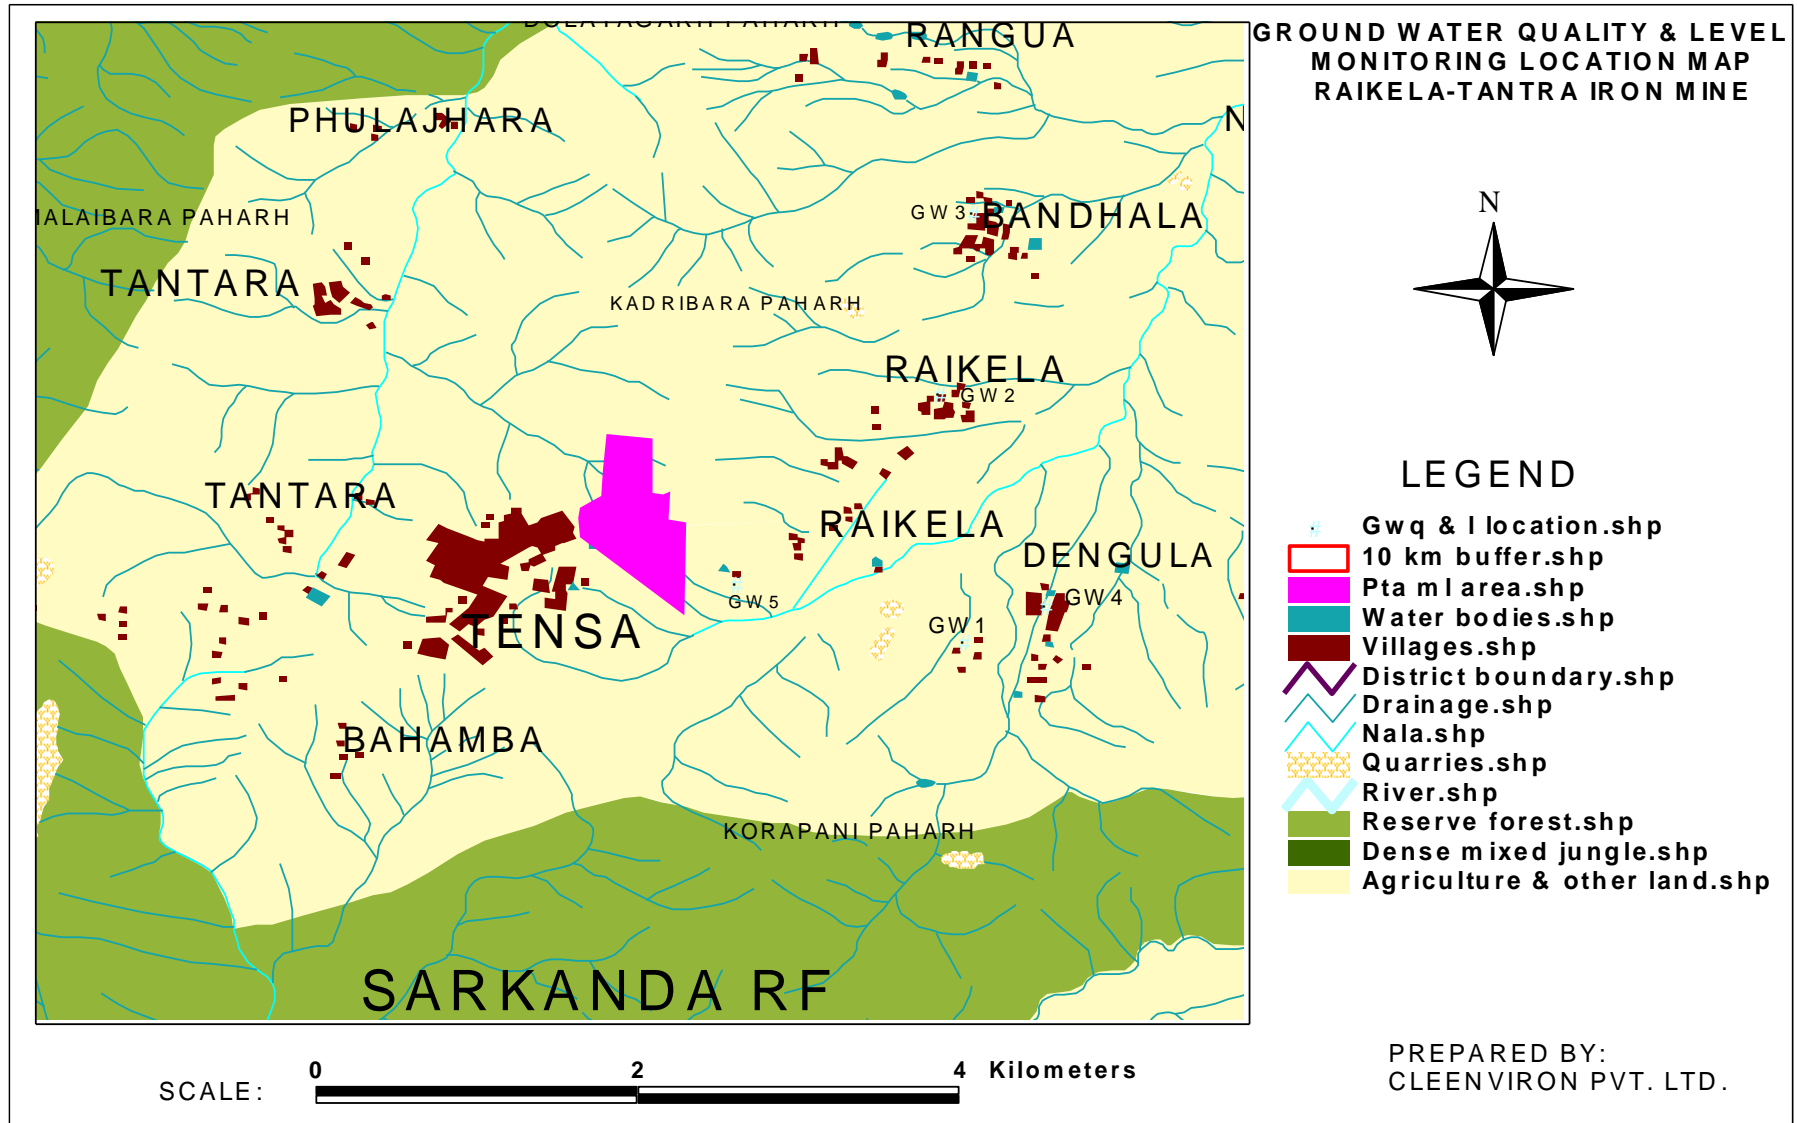 GROUND WATER QUALITY & LEVEL
MONITORING LOCATION MAP
RAIKELA-TANTRA IRON MINE
RANGUA
PHULAJHARA
N
GW 3
BANDHALA
PAHARH
TANTARA
KADRIBARA PAHARH
RAIKELA
GW 2
TANTARA
RAIKELA
DENGULA
GW 5
GW 4
GW 1
TENSA
BAHAMBA
KORAPANI PAHARH
SARKANDA RF
N
LEGEND
Gwq & l location.shp
10 km buffer.shp
Pta ml area.shp
Water bodies.shp
Villages.shp
District boundary.shp
Drainage.shp
Nala.shp
Quarries.shp
River.shp
Reserve forest.shp
Dense mixed jungle.shp
Agriculture & other land.shp
SCALE:
0 2 4 Kilometers
PREPARED BY:
CLEENVIRON PVT. LTD.